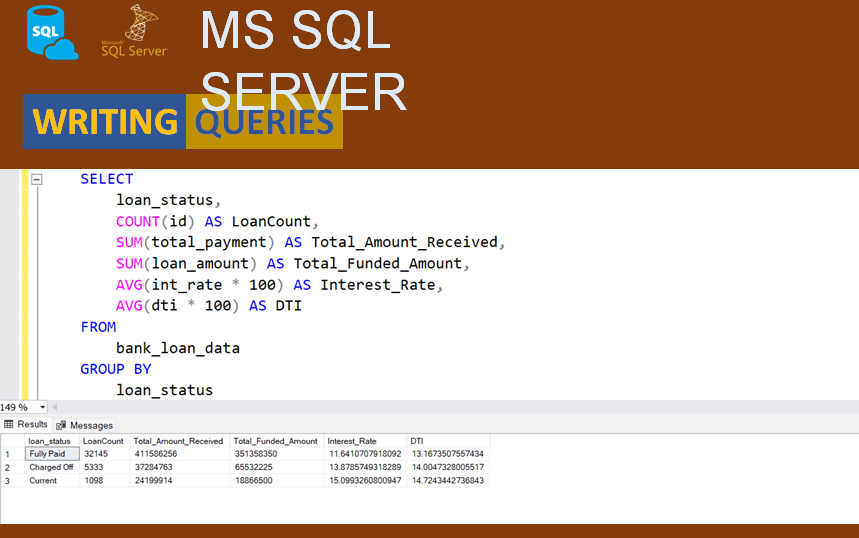 SQL
Microsoft
SQL Server
MS SQL
SERVER
WRITING QUERIES
SELECT
loan_status,
COUNT(id) AS LoanCount,
SUM(total_payment) AS Total_Amount_Received,
SUM(loan_amount) AS Total_Funded_Amount,
AVG(int_rate * 100) AS Interest_Rate,
AVG(dti * 100) AS DTI
FROM
bank_loan_data
GROUP BY
loan_status
149 %
Results Messages
loan_status LoanCount Total_Amount_Received Total_Funded_Amount Interest_Rate DTI
1 Fully Paid 32145 411586256 351358350 11.6410707918092 13.1673507557434
2 Charged Off 5333 37284763 65532225 13.8785749318289 14.0047328005517
3 Current 1098 24199914 18866500 15.0993260800947 14.7243442736843